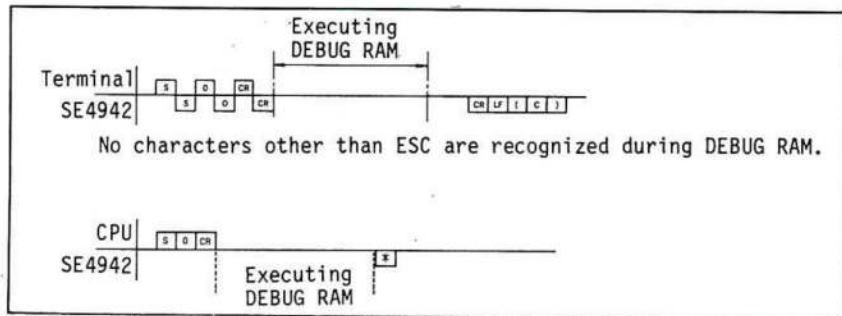 Executing
DEBUG RAM
Terminal S O CR
SE4942 S O CR CR LF ( C )
No characters other than ESC are recognized during DEBUG RAM.
CPU S O CR
SE4942 *
Executing
DEBUG RAM